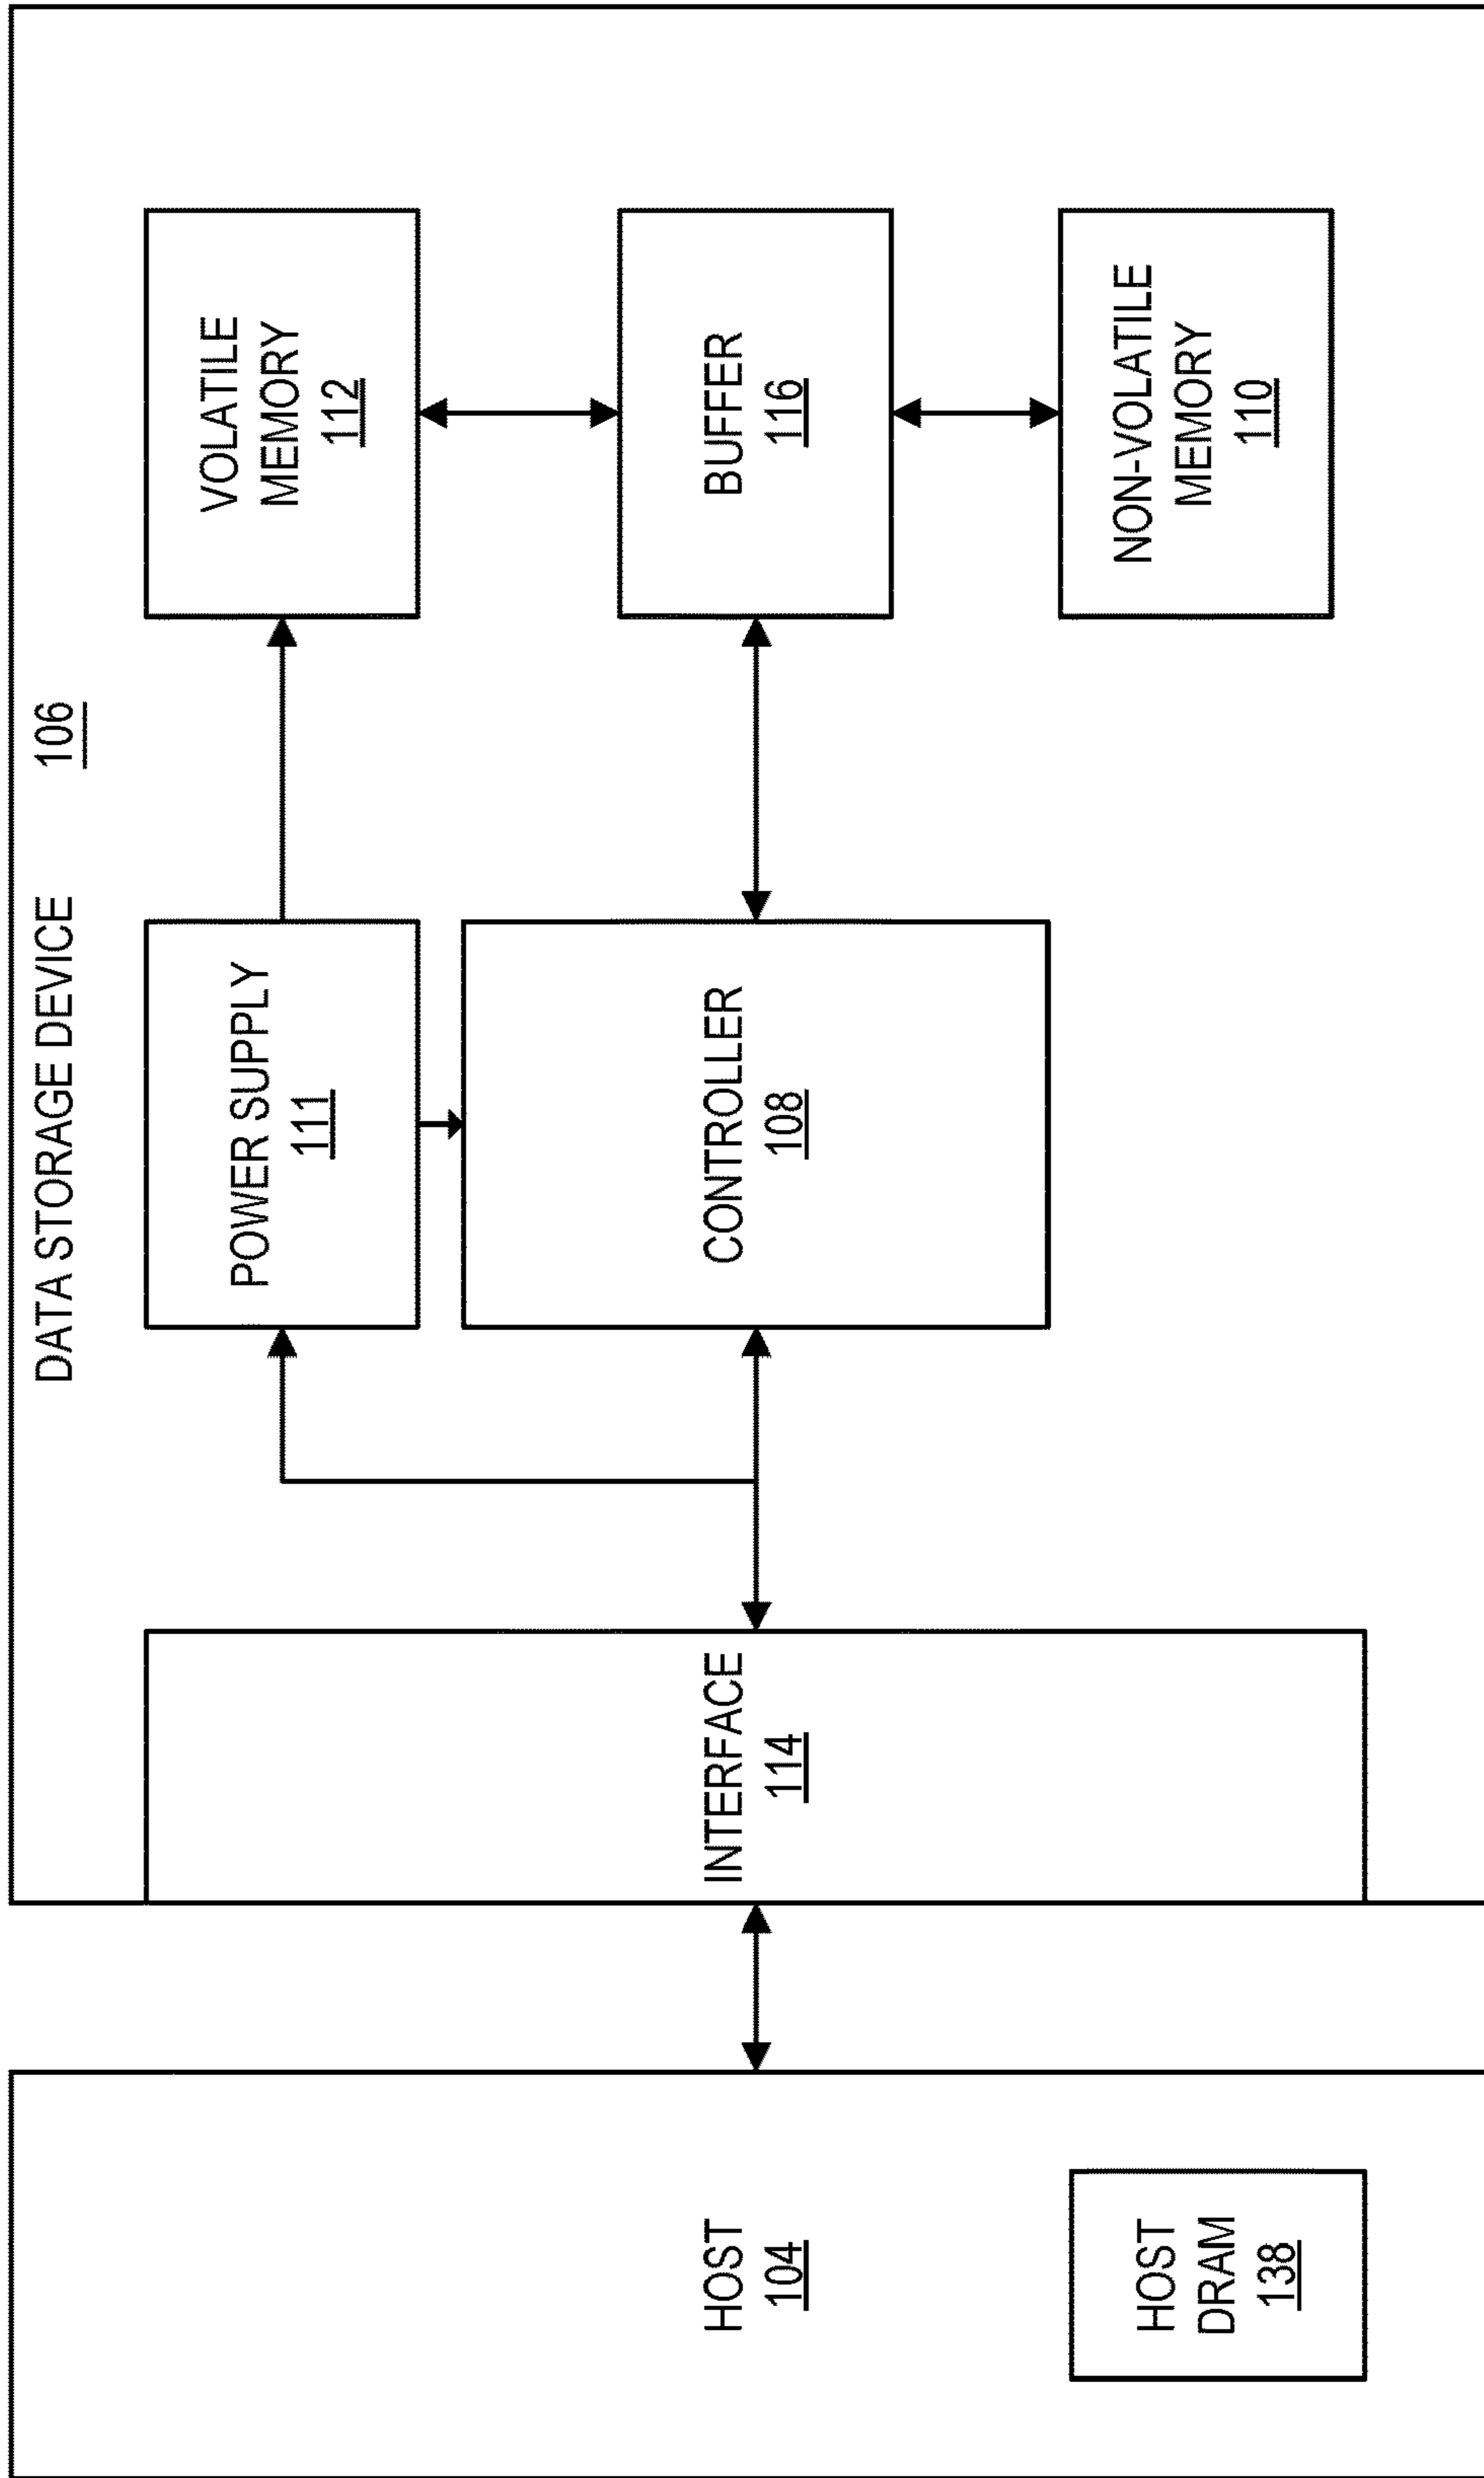 DATA STORAGE DEVICE 106
HOST
104
HOST
DRAM
138
INTERFACE
114
POWER SUPPLY
111
CONTROLLER
108
VOLATILE
MEMORY
112
BUFFER
116
NON-VOLATILE
MEMORY
110